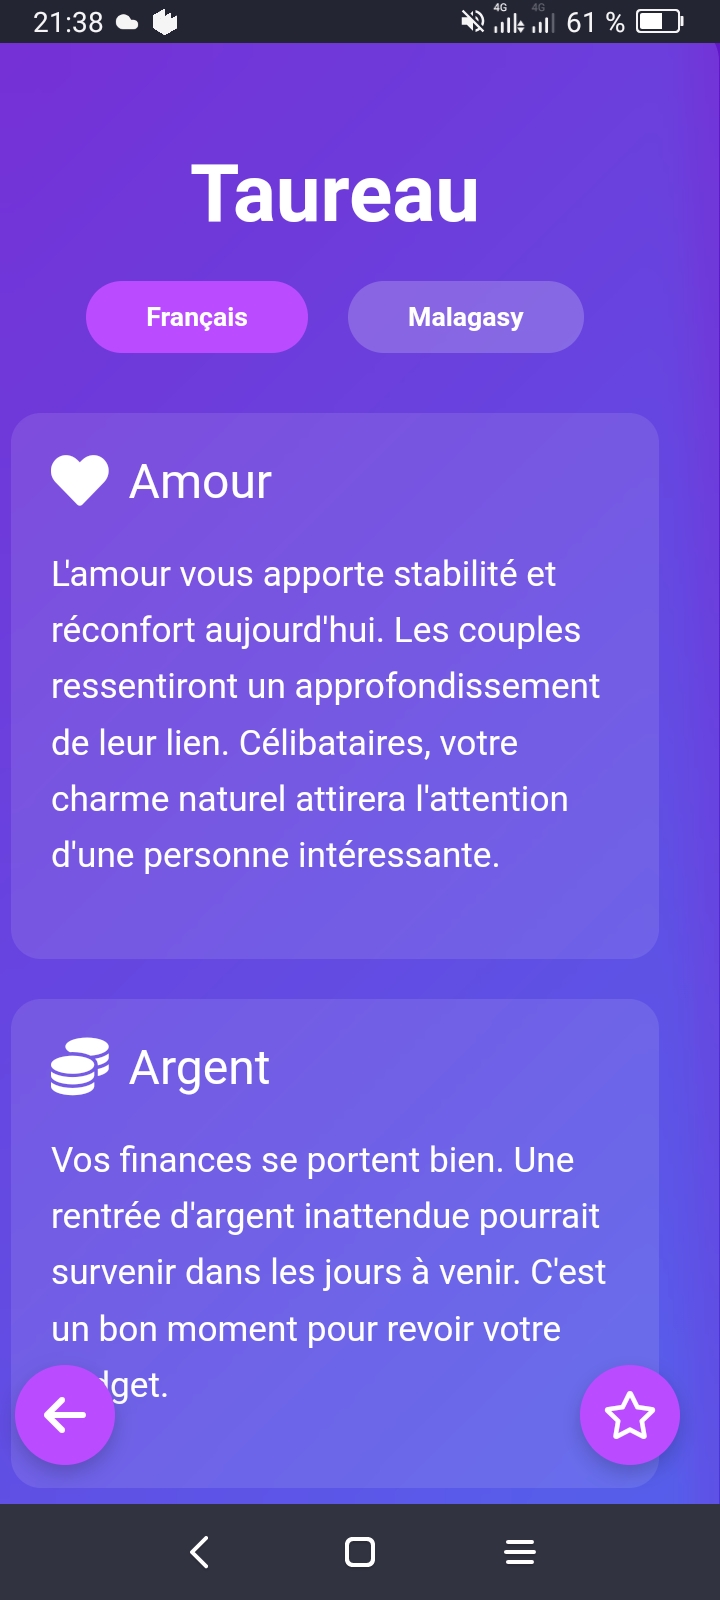 21:38
4G 4G 61 %
Taureau
Français
Malagasy
Amour
L'amour vous apporte stabilité et
réconfort aujourd'hui. Les couples
ressentiront un approfondissement
de leur lien. Célibataires, votre
charme naturel attirera l'attention
d'une personne intéressante.
Argent
Vos finances se portent bien. Une
rentrée d'argent inattendue pourrait
survenir dans les jours à venir. C'est
un bon moment pour revoir votre
dget.